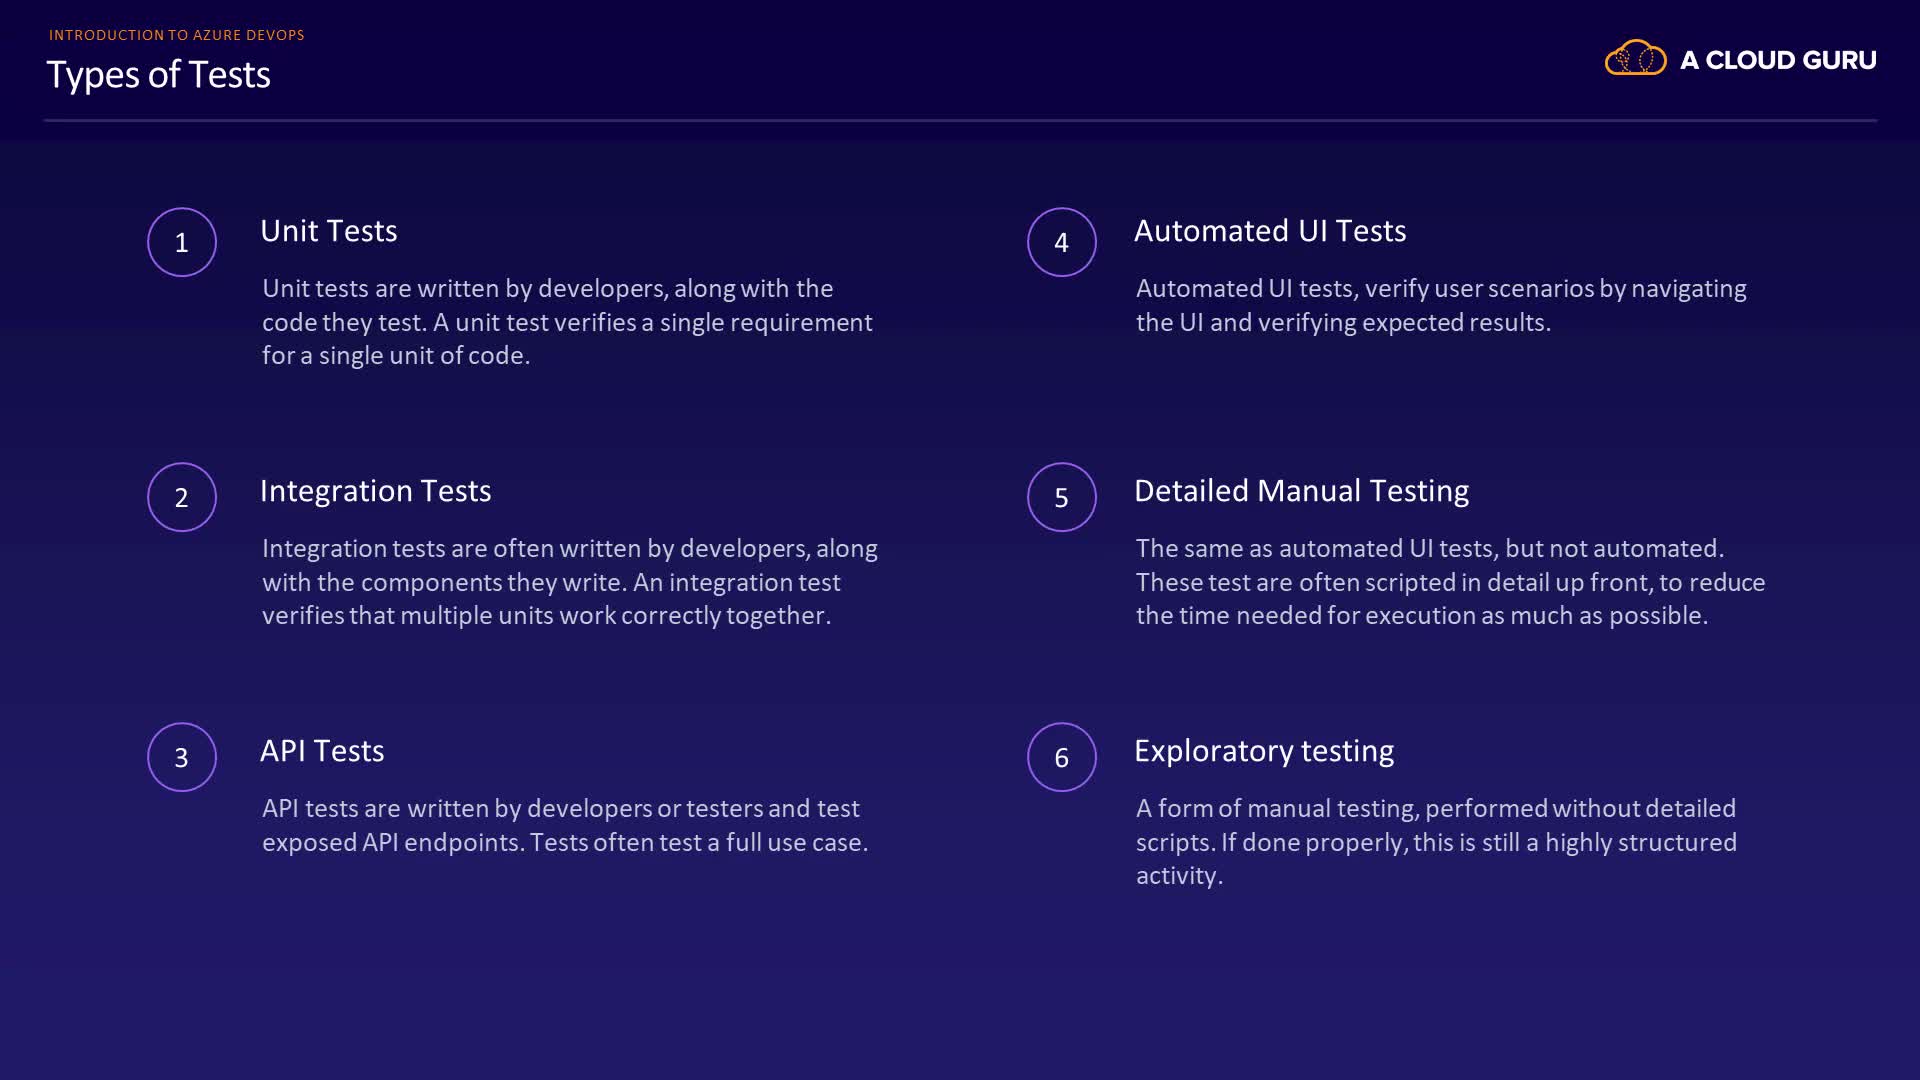 INTRODUCTION TO AZURE DEVOPS
Types of Tests
A CLOUD GURU
1
Unit Tests
Unit tests are written by developers, along with the
code they test. A unit test verifies a single requirement
for a single unit of code.
2
Integration Tests
Integration tests are often written by developers, along
with the components they write. An integration test
verifies that multiple units work correctly together.
3
API Tests
API tests are written by developers or testers and test
exposed API endpoints. Tests often test a full use case.
4
Automated UI Tests
Automated UI tests, verify user scenarios by navigating
the UI and verifying expected results.
5
Detailed Manual Testing
The same as automated UI tests, but not automated.
These test are often scripted in detail up front, to reduce
the time needed for execution as much as possible.
6
Exploratory testing
A form of manual testing, performed without detailed
scripts. If done properly, this is still a highly structured
activity.